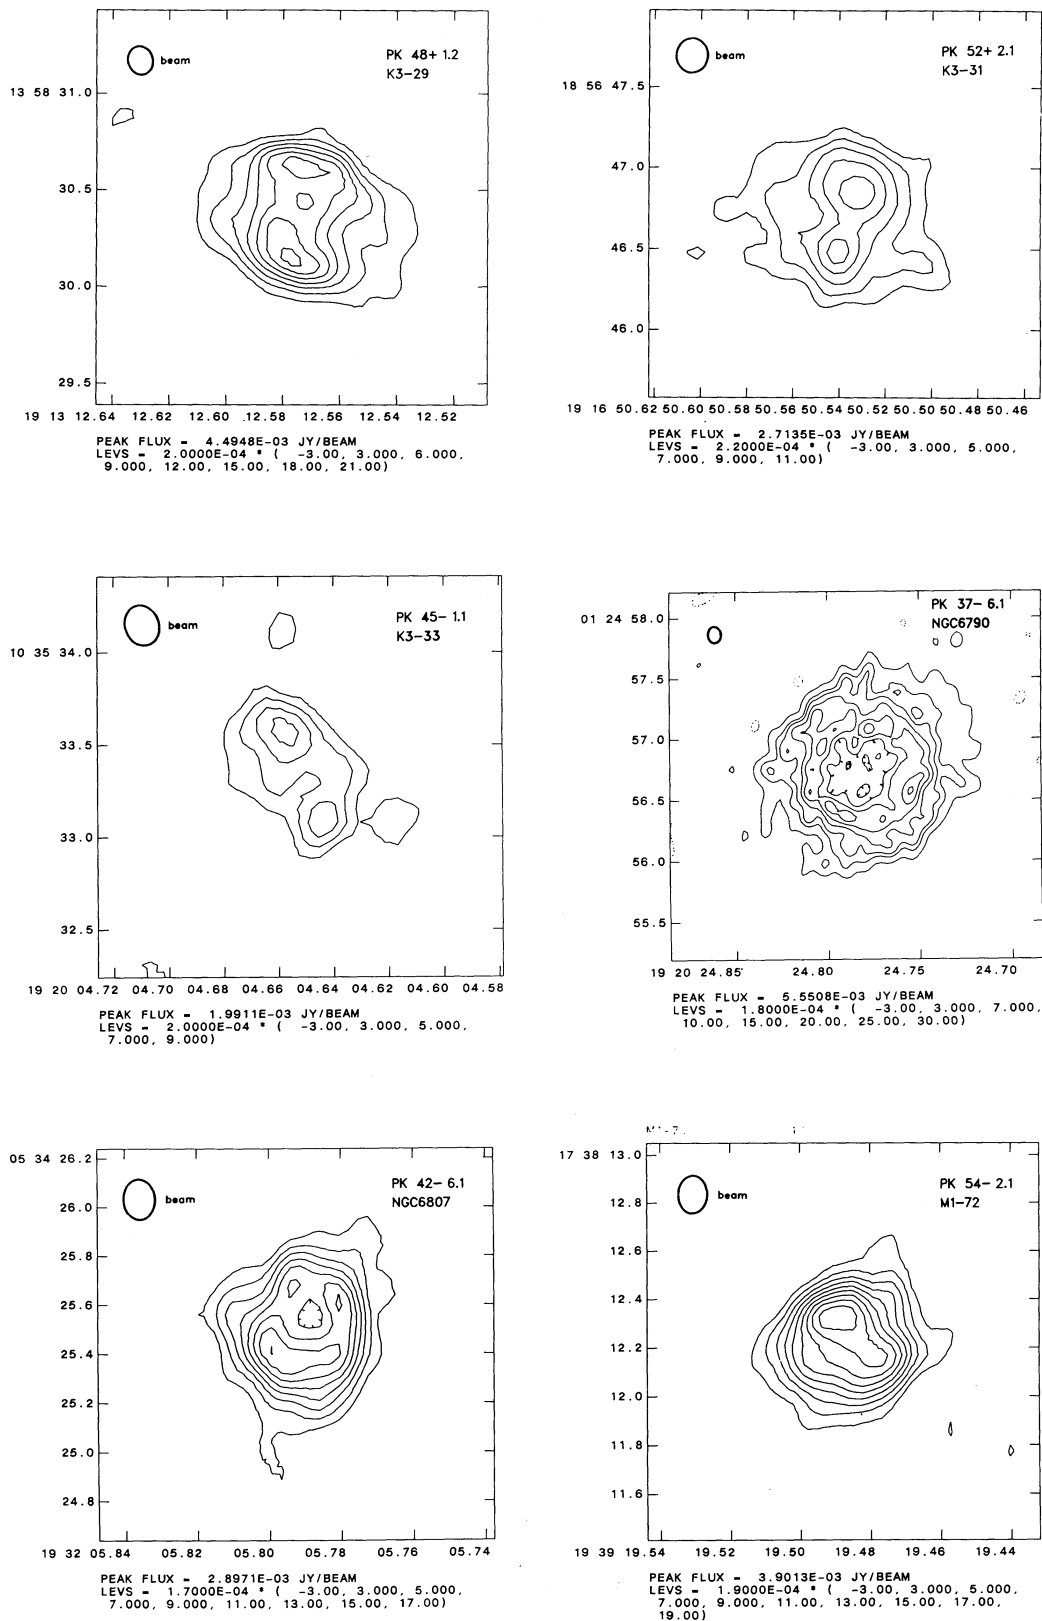 beam
PK 48+ 1.2
K3-29
13 58 31.0
30.5
30.0
29.5
19 13 12.64 12.62 12.60 12.58 12.56 12.54 12.52
PEAK FLUX = 4.4948E-03 JY/BEAM
LEVS = 2.0000E-04 * ( -3.00, 3.000, 6.000,
9.000, 12.00, 15.00, 18.00, 21.00)
beam
PK 52+ 2.1
K3-31
18 56 47.5
47.0
46.5
46.0
19 16 50.62 50.60 50.58 50.56 50.54 50.52 50.50 50.48 50.46
PEAK FLUX = 2.7135E-03 JY/BEAM
LEVS = 2.2000E-04 * ( -3.00, 3.000, 5.000,
7.000, 9.000, 11.00)
beam
PK 45- 1.1
K3-33
10 35 34.0
33.5
33.0
32.5
19 20 04.72 04.70 04.68 04.66 04.64 04.62 04.60 04.58
PEAK FLUX = 1.9911E-03 JY/BEAM
LEVS = 2.0000E-04 * ( -3.00, 3.000, 5.000,
7.000, 9.000)
PK 37- 6.1
NGC6790
01 24 58.0
57.5
57.0
56.5
56.0
55.5
19 20 24.85 24.80 24.75 24.70
PEAK FLUX = 5.5508E-03 JY/BEAM
LEVS = 1.8000E-04 * ( -3.00, 3.000, 7.000,
10.00, 15.00, 20.00, 25.00, 30.00)
beam
PK 42- 6.1
NGC6807
05 34 26.2
26.0
25.8
25.6
25.4
25.2
25.0
24.8
19 32 05.84 05.82 05.80 05.78 05.76 05.74
PEAK FLUX = 2.8971E-03 JY/BEAM
LEVS = 1.7000E-04 * ( -3.00, 3.000, 5.000,
7.000, 9.000, 11.00, 13.00, 15.00, 17.00)
beam
PK 54- 2.1
M1-72
17 38 13.0
12.8
12.6
12.4
12.2
12.0
11.8
11.6
19 39 19.54 19.52 19.50 19.48 19.46 19.44
PEAK FLUX = 3.9013E-03 JY/BEAM
LEVS = 1.9000E-04 * ( -3.00, 3.000, 5.000,
7.000, 9.000, 11.00, 13.00, 15.00, 17.00,
19.00)